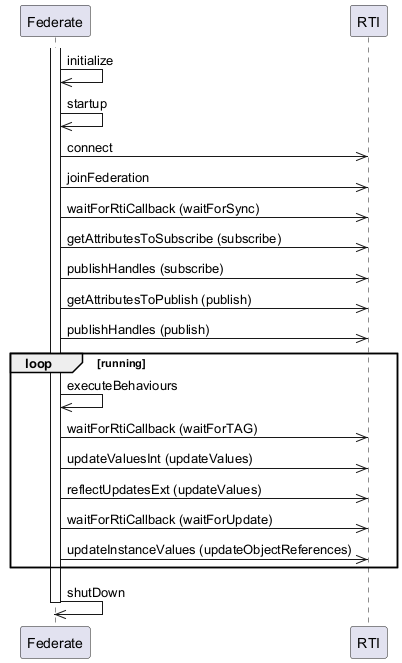 Federate
RTI
initialize
startup
connect
joinFederation
waitForRtiCallback (waitForSync)
getAttributesToSubscribe (subscribe)
publishHandles (subscribe)
getAttributesToPublish (publish)
publishHandles (publish)
loop [running]
executeBehaviours
waitForRtiCallback (waitForTAG)
updateValuesInt (updateValues)
reflectUpdatesExt (updateValues)
waitForRtiCallback (waitForUpdate)
updateInstanceValues (updateObjectReferences)
shutDown
Federate
RTI